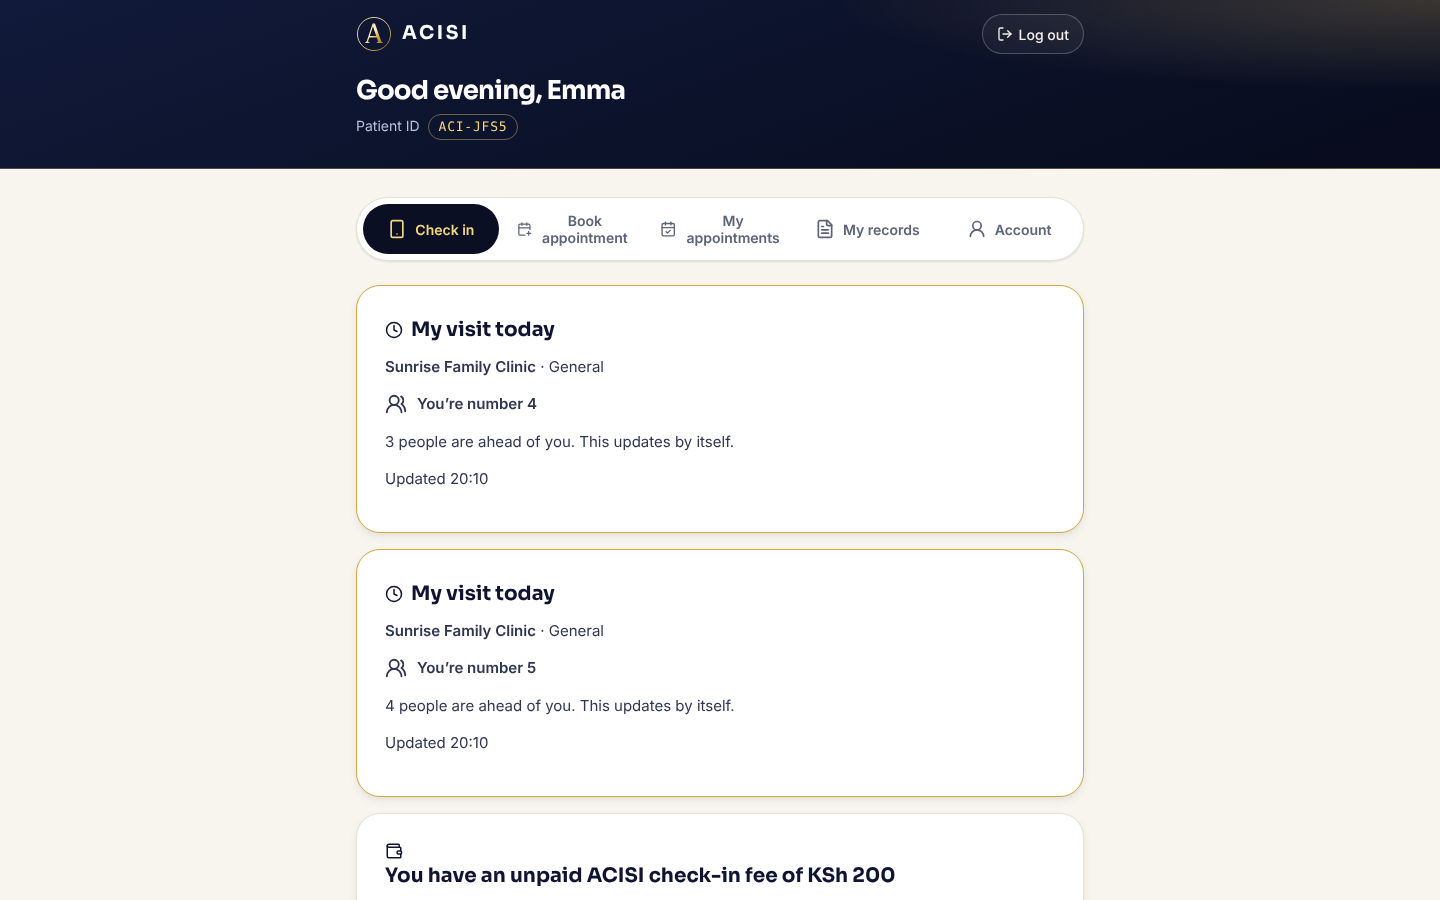 A ACISI
Log out
Good evening, Emma
Patient ID ACI-JFS5
Check in
Book
appointment
My
appointments
My records
Account
My visit today
Sunrise Family Clinic · General
You’re number 4
3 people are ahead of you. This updates by itself.
Updated 20:10
My visit today
Sunrise Family Clinic · General
You’re number 5
4 people are ahead of you. This updates by itself.
Updated 20:10
You have an unpaid ACISI check-in fee of KSh 200